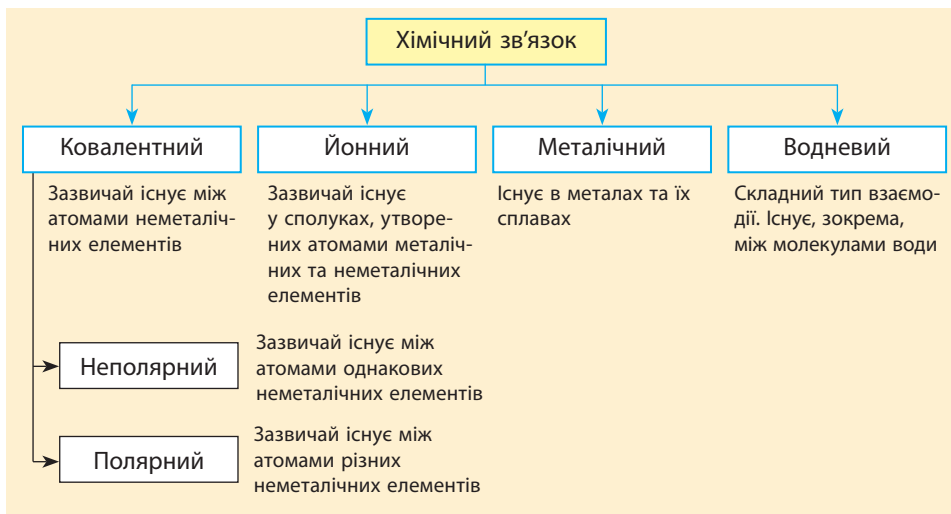 Хімічний зв'язок
Ковалентний
Зазвичай існує між
атомами неметаліч-
них елементів
Йонний
Зазвичай існує
у сполуках, утворе-
них атомами металіч-
них та неметалічних
елементів
Металічний
Існує в металах та їх
сплавах
Водневий
Складний тип взаємо-
дії. Існує, зокрема,
між молекулами води
Неполярний
Зазвичай існує між
атомами однакових
неметалічних елементів
Полярний
Зазвичай існує між
атомами різних
неметалічних елементів